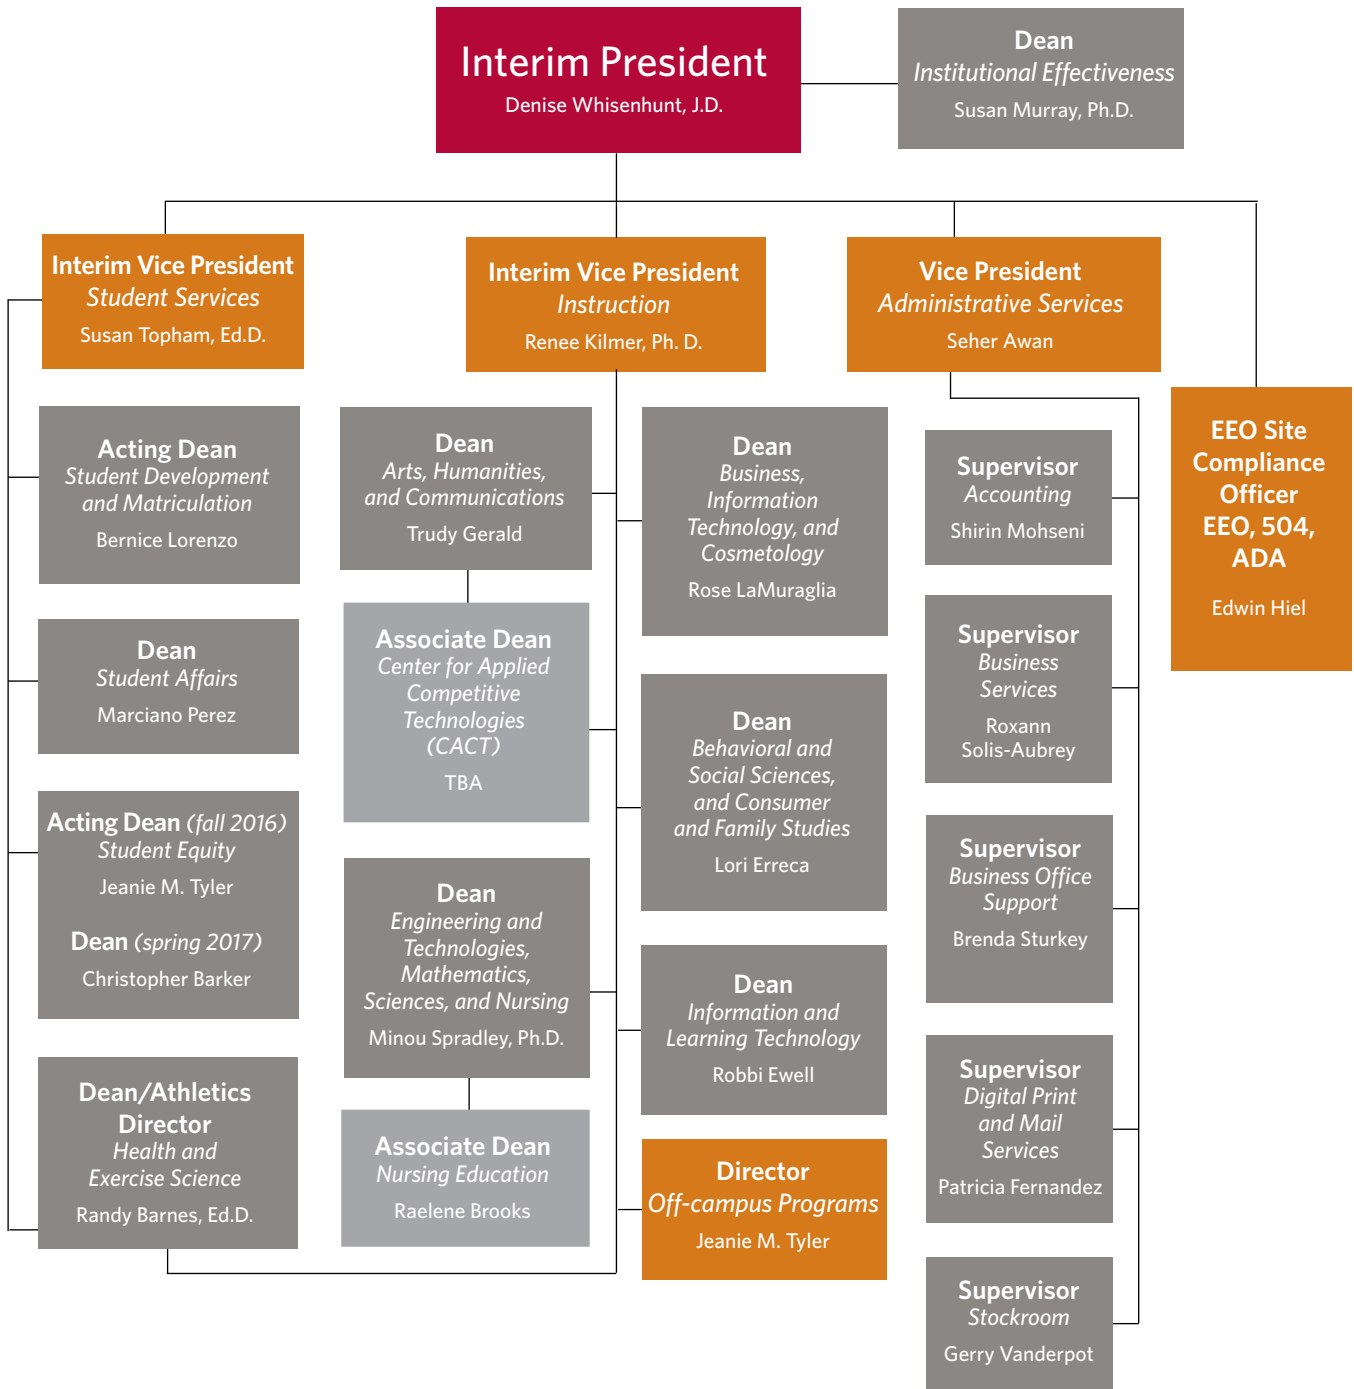 Interim President
Denise Whisenhunt, J.D.
Dean
Institutional Effectiveness
Susan Murray, Ph.D.
Interim Vice President
Student Services
Susan Topham, Ed.D.
Interim Vice President
Instruction
Renee Kilmer, Ph. D.
Vice President
Administrative Services
Seher Awan
EEO Site
Compliance
Officer
EEO, 504,
ADA
Edwin Hiel
Acting Dean
Student Development
and Matriculation
Bernice Lorenzo
Dean
Student Affairs
Marciano Perez
Acting Dean (fall 2016)
Student Equity
Jeanie M. Tyler
Dean (spring 2017)
Christopher Barker
Dean/Athletics
Director
Health and
Exercise Science
Randy Barnes, Ed.D.
Dean
Arts, Humanities,
and Communications
Trudy Gerald
Associate Dean
Center for Applied
Competitive
Technologies
(CACT)
TBA
Dean
Engineering and
Technologies,
Mathematics,
Sciences, and Nursing
Minou Spradley, Ph.D.
Associate Dean
Nursing Education
Raelene Brooks
Dean
Business,
Information
Technology, and
Cosmetology
Rose LaMuraglia
Dean
Behavioral and
Social Sciences,
and Consumer
and Family Studies
Lori Erreca
Dean
Information and
Learning Technology
Robbi Ewell
Director
Off-campus Programs
Jeanie M. Tyler
Supervisor
Accounting
Shirin Mohseni
Supervisor
Business
Services
Roxann
Solis-Aubrey
Supervisor
Business Office
Support
Brenda Sturkey
Supervisor
Digital Print
and Mail
Services
Patricia Fernandez
Supervisor
Stockroom
Gerry Vanderpot